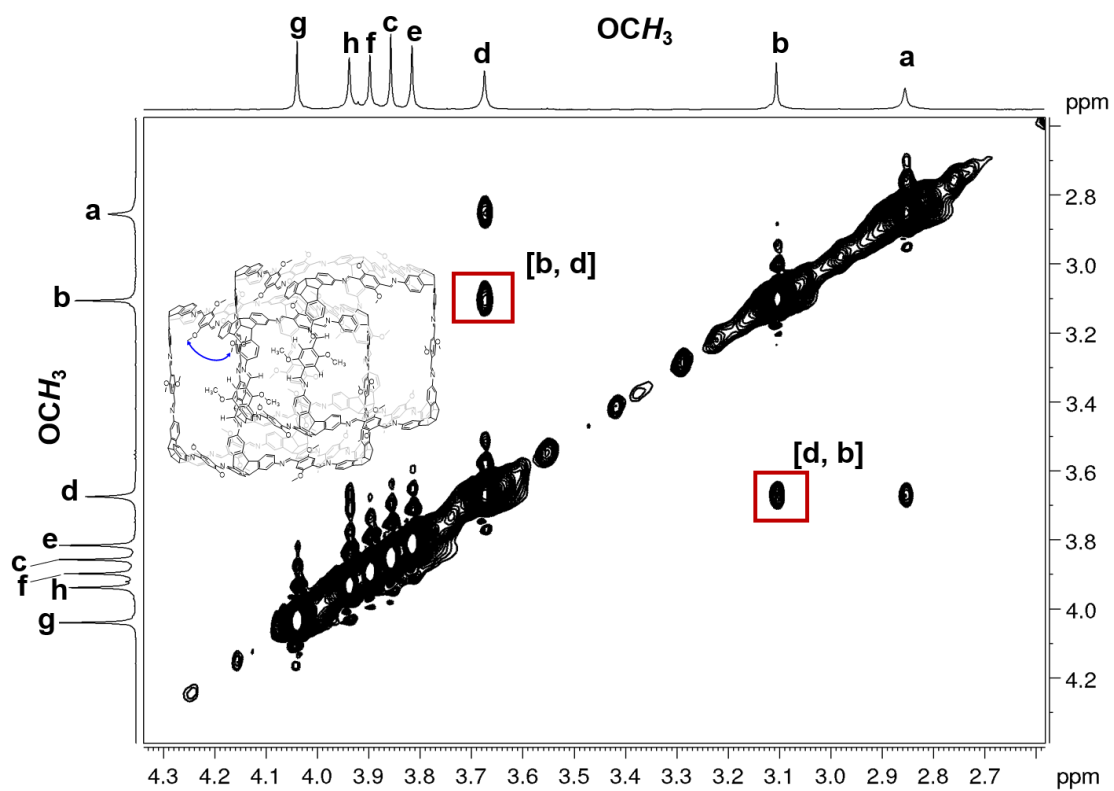 g h f c e d OCH3 b a
ppm
a
b
OCH3
d
e
c
f
h
g
[b, d]
[d, b]
2.8
3.0
3.2
3.4
3.6
3.8
4.0
4.2
4.3 4.2 4.1 4.0 3.9 3.8 3.7 3.6 3.5 3.4 3.3 3.2 3.1 3.0 2.9 2.8 2.7 ppm